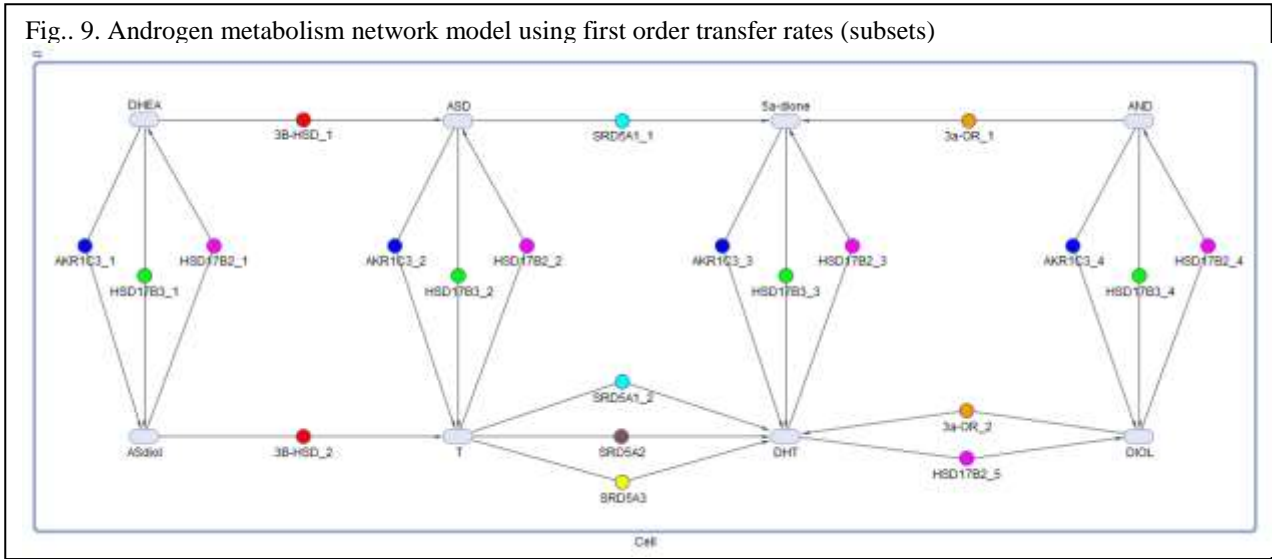 Fig.. 9. Androgen metabolism network model using first order transfer rates (subsets)
DHEA ASD 5a-dione AND
3B-HSD_1 SRD5A1_1 3a-OR_1
AKR1C3_1 HSD17B2_1 AKR1C3_2 HSD17B2_2 AKR1C3_3 HSD17B2_3 AKR1C3_4 HSD17B2_4
HSD17B3_1 HSD17B3_2 HSD17B3_3 HSD17B3_4
SRD5A1_2
3a-OR_2
ASdiol 3B-HSD_2 T SRD5A2 DHT DIOL
HSD17B2_5
SRD5A3
Cell